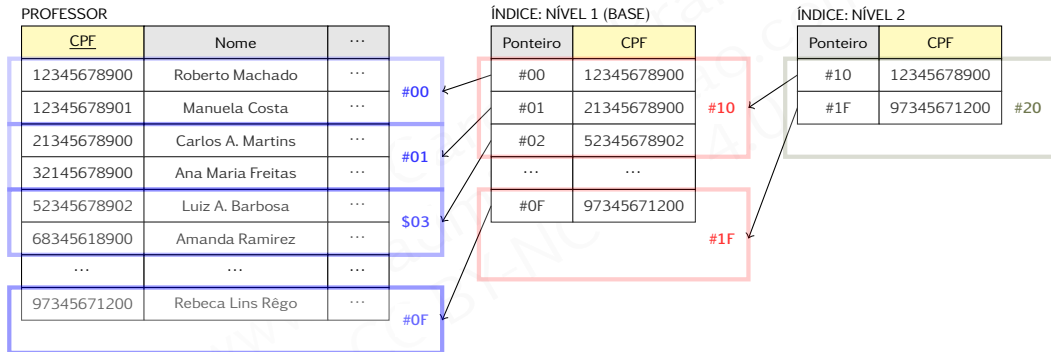 PROFESSOR
CPF Nome ...
12345678900 Roberto Machado ...
12345678901 Manuela Costa ...
#00
21345678900 Carlos A. Martins ...
32145678900 Ana Maria Freitas ...
#01
52345678902 Luiz A. Barbosa ...
68345618900 Amanda Ramirez ...
$03
... ... ...
97345671200 Rebeca Lins Rêgo ...
#0F
ÍNDICE: NÍVEL 1 (BASE)
Ponteiro CPF
#00 12345678900
#01 21345678900
#02 52345678902
#10
... ...
#0F 97345671200
#1F
ÍNDICE: NÍVEL 2
Ponteiro CPF
#10 12345678900
#1F 97345671200
#20